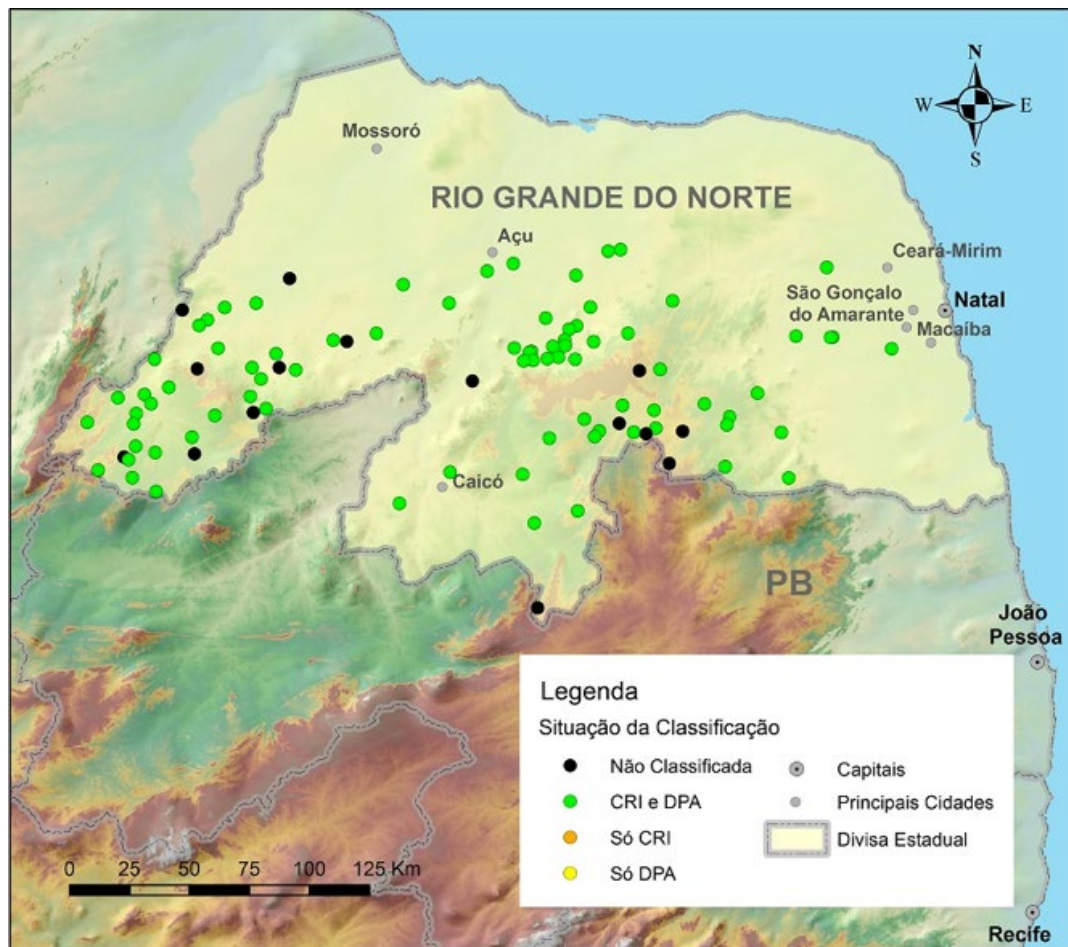 N
W
E
S
Mossoró
RIO GRANDE DO NORTE
Açu
Ceará-Mirim
São Gonçalo
do Amarante
Natal
Macaíba
Caicó
PB
João
Pessoa
Legenda
Situação da Classificação
Não Classificada
CRI e DPA
Só CRI
Só DPA
Capitais
Principais Cidades
Divisa Estadual
0 25 50 75 100 125 Km
Recife